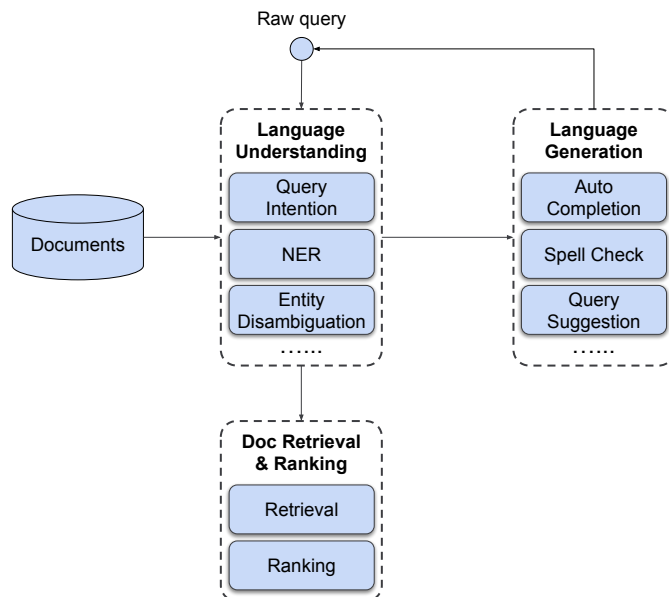 Raw query
Language
Understanding
Query
Intention
NER
Entity
Disambiguation
......
Documents
Language
Generation
Auto
Completion
Spell Check
Query
Suggestion
......
Doc Retrieval
& Ranking
Retrieval
Ranking